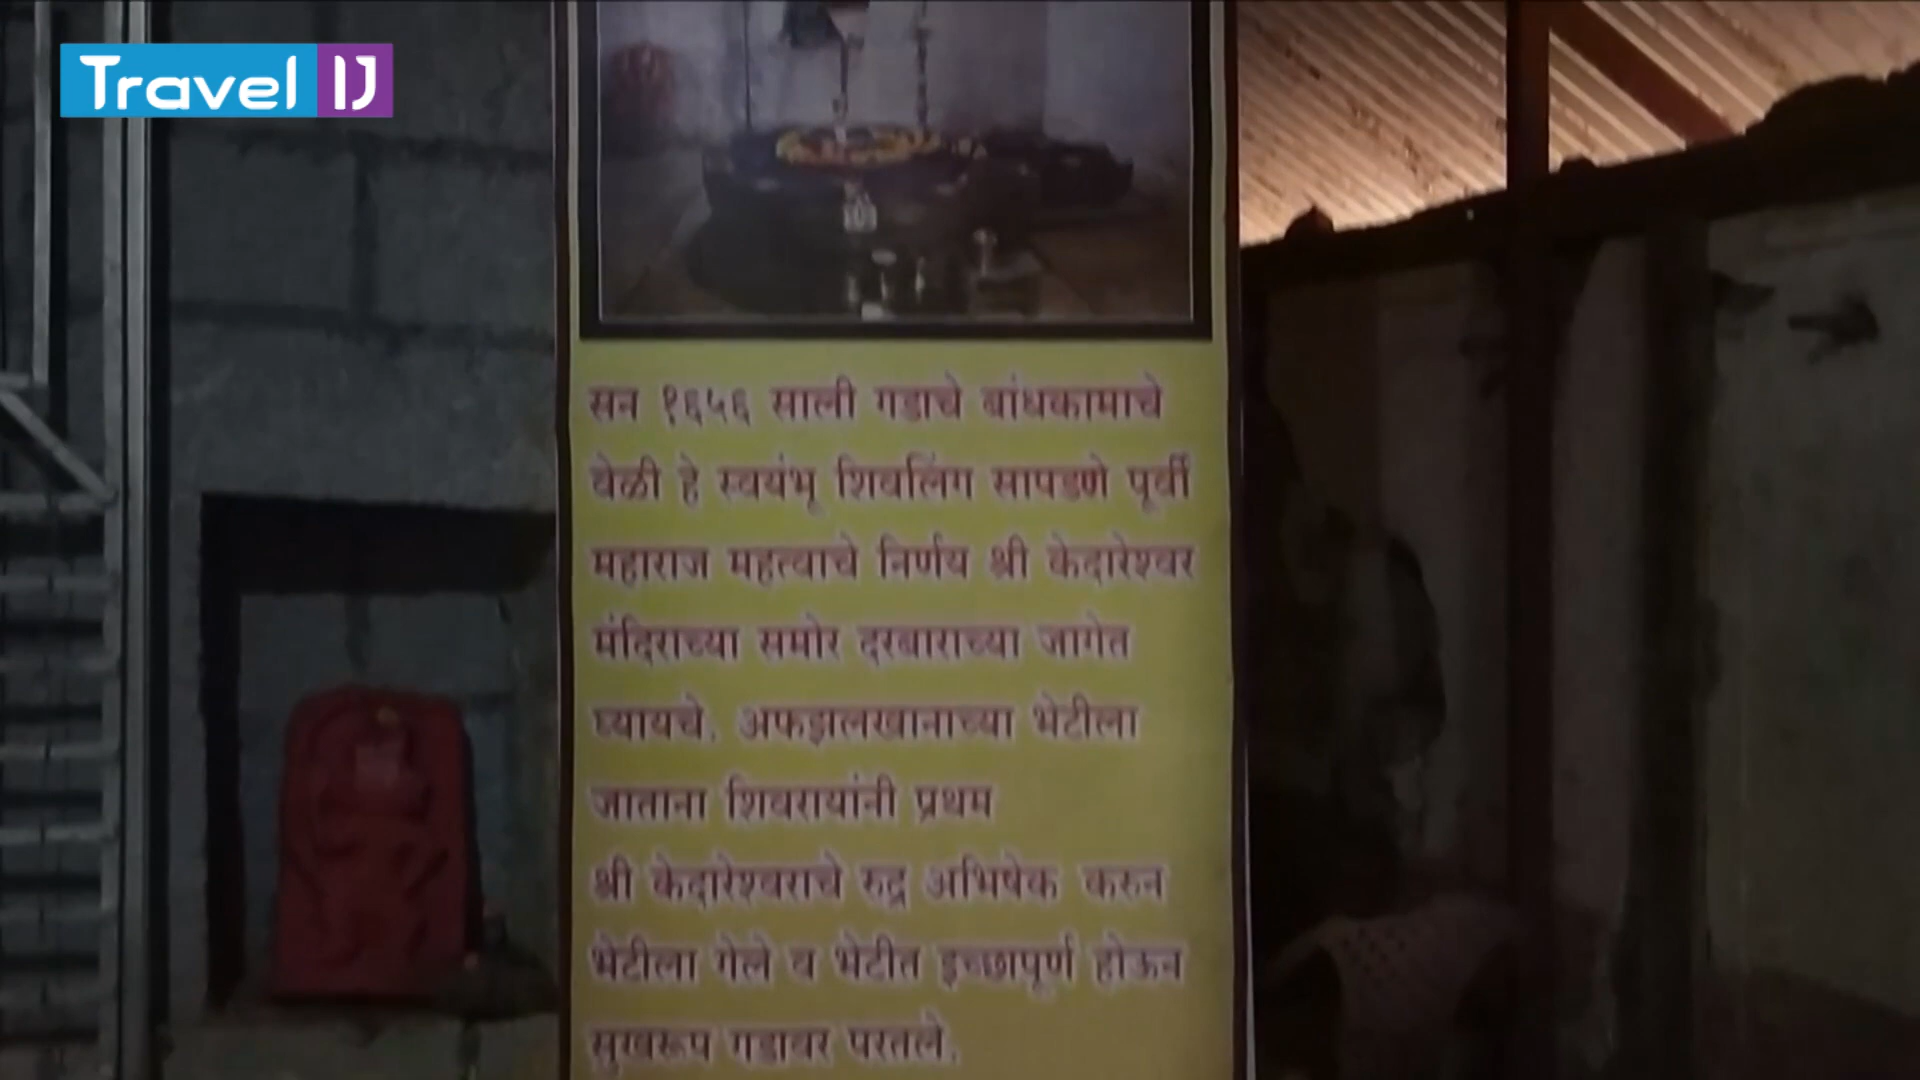 Travel IJ
सन १६५६ साली गडाचे बांधकामाचे
वेळी हे स्वयंभू शिवलिंग सापडणे पूर्वी
महाराज महत्वाचे निर्णय श्री केदारेश्वर
मंदिराच्या समोर दरबाराच्या जागेत
घ्यायचे. अफझलखानाच्या भेटीला
जाताना शिवरायांनी प्रथम
श्री केदारेश्वराचे रुद्र अभिषेक करुन
भेटीला गेले व भेटीत इच्छापूर्ण होऊन
सुखरूप गडावर परतले.